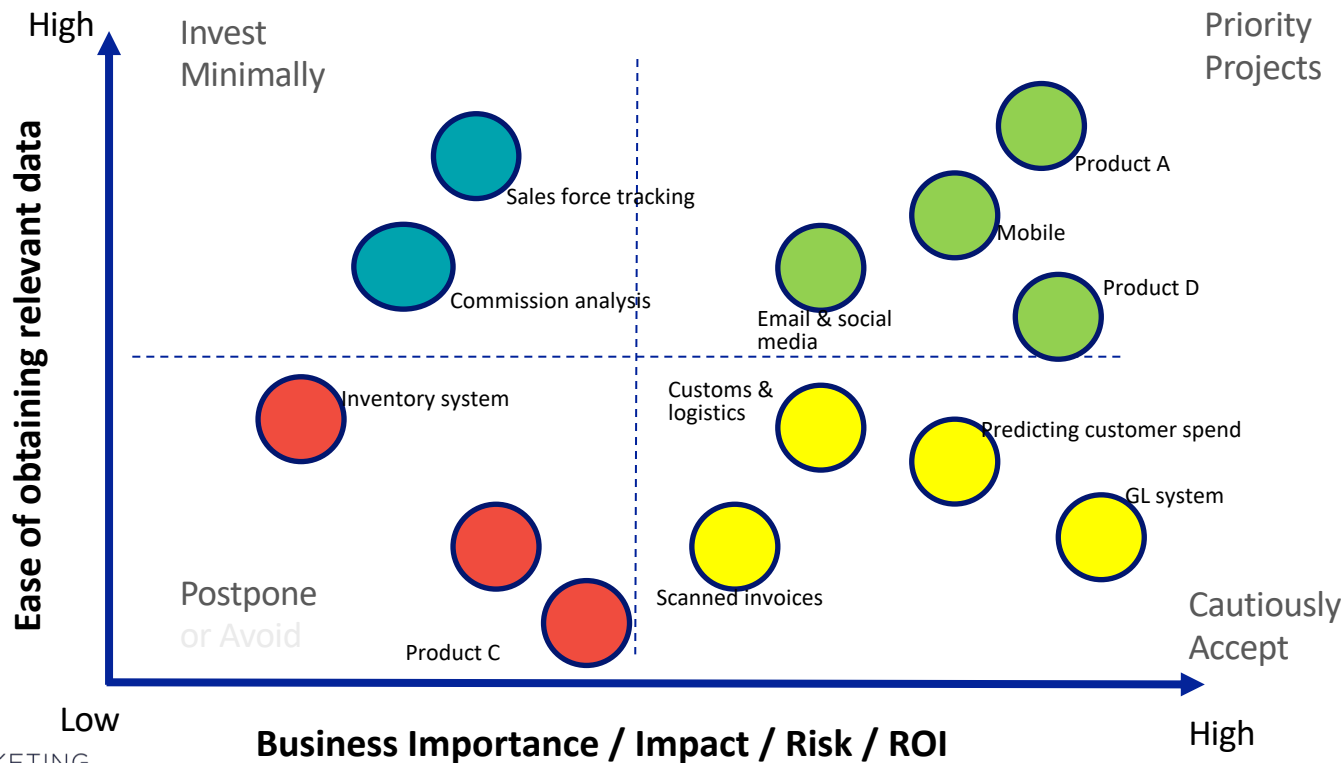 High
Invest
Minimally
Priority
Projects
Product A
Sales force tracking
Mobile
Commission analysis
Product D
Email & social
media
Ease of obtaining relevant data
Inventory system
Customs &
logistics
Predicting customer spend
GL system
Scanned invoices
Postpone
or Avoid
Product C
Cautiously
Accept
Low
Business Importance / Impact / Risk / ROI
High